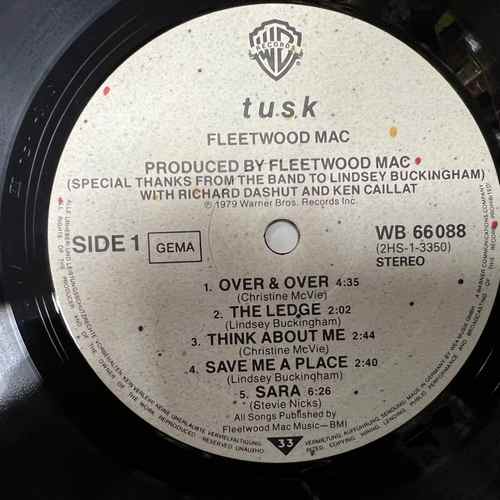 WB
RECORDS
tusk
FLEETWOOD MAC
PRODUCED BY FLEETWOOD MAC
(SPECIAL THANKS FROM THE BAND TO LINDSEY BUCKINGHAM)
WITH RICHARD DASHUT AND KEN CAILLAT
℗ 1979 Warner Bros. Records Inc.
SIDE 1 GEMA
WB 66 088
(2HS-1-3350)
STEREO
1. OVER & OVER 4:35
(Christine McVie)
2. THE LEDGE 2:02
(Lindsey Buckingham)
3. THINK ABOUT ME 2:44
(Christine McVie)
4. SAVE ME A PLACE 2:40
(Lindsey Buckingham)
5. SARA 6:26
(Stevie Nicks)
All Songs Published by
Fleetwood Mac Music—BMI
33